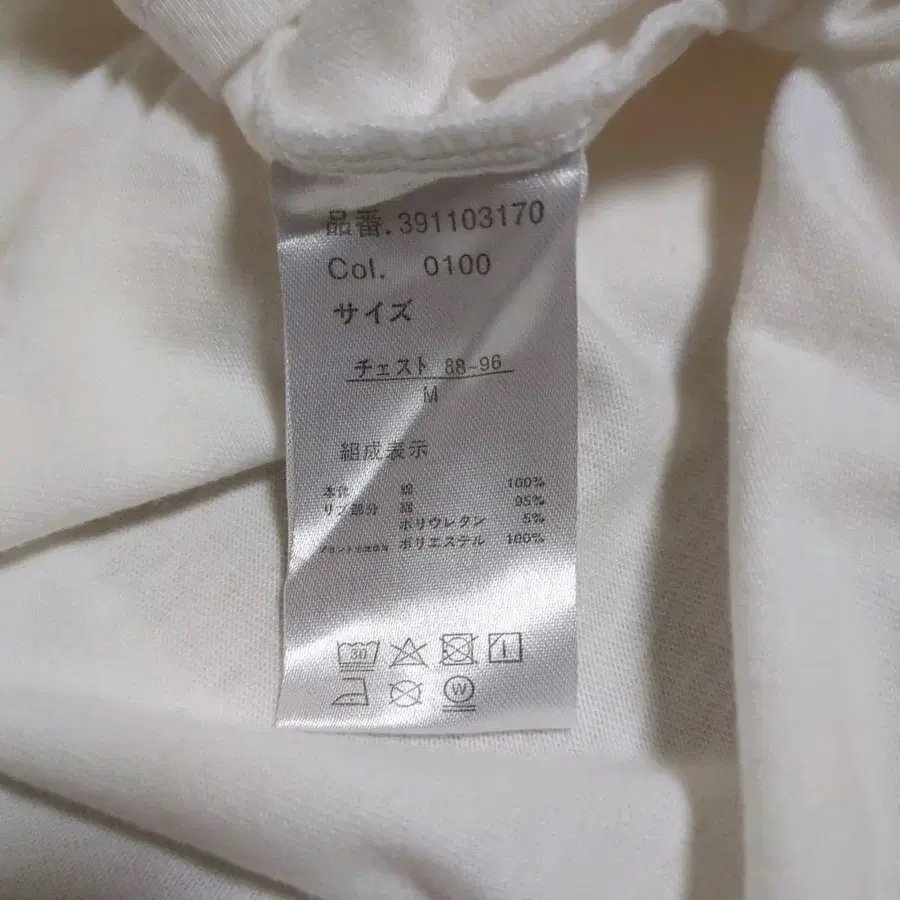 品番.391103170
Col. 0100
サイズ
チェスト 88~96
M
組成表示
本体 綿 100%
リブ部分 綿 95%
ポリウレタン 5%
ポリエステル 100%
30
W